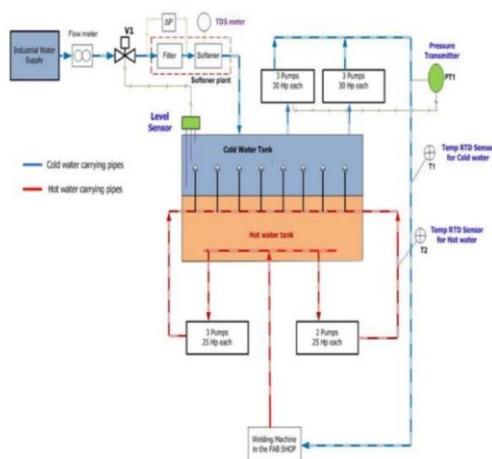 Industrial Water
Supply
Flow meter
V1
ΔP
TDS meter
Filter
Softener
Softener plant
3 Pumps
30 Hp each
3 Pumps
30 Hp each
Pressure
Transmitter
PT1
Level
Sensor
Cold Water Tank
Cold water carrying pipes
Hot water carrying pipes
Temp RTD Sensor
for Cold water
T1
Hot water tank
Temp RTD Sensor
for Hot water
T2
3 Pumps
25 Hp each
2 Pumps
25 Hp each
Welding Machine
in the FAB SHOP